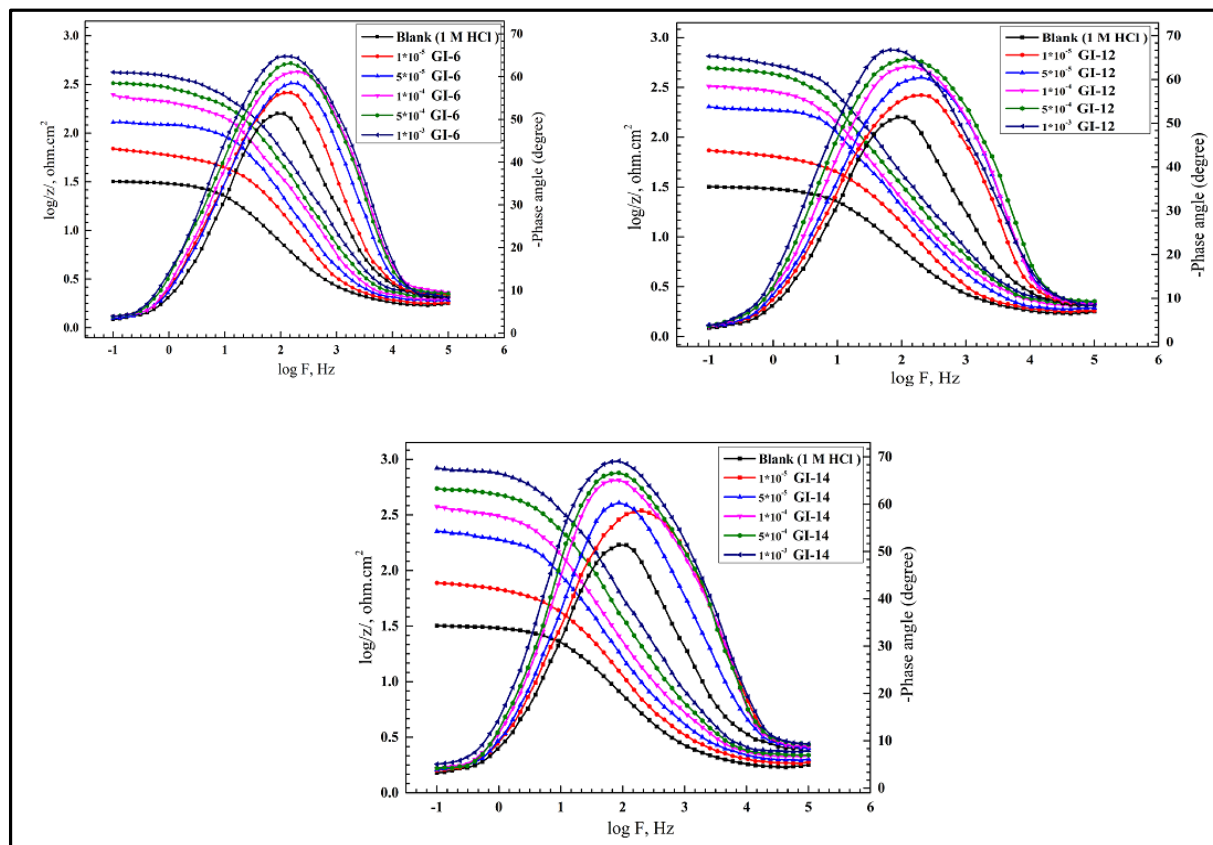 Blank (1 M HCl)
1*10⁻⁵ GI-6
5*10⁻⁵ GI-6
1*10⁻⁴ GI-6
5*10⁻⁴ GI-6
1*10⁻³ GI-6
3.0
2.5
2.0
1.5
1.0
0.5
0.0
log/z/, ohm.cm²
70
60
50
40
30
20
10
0
-Phase angle (degree)
-1 0 1 2 3 4 5 6
log F, Hz
Blank (1 M HCl)
1*10⁻⁵ GI-12
5*10⁻⁵ GI-12
1*10⁻⁴ GI-12
5*10⁻⁴ GI-12
1*10⁻³ GI-12
3.0
2.5
2.0
1.5
1.0
0.5
0.0
log/z/, ohm.cm²
70
60
50
40
30
20
10
0
-Phase angle (degree)
-1 0 1 2 3 4 5 6
log F, Hz
Blank (1 M HCl )
1*10⁻⁵ GI-14
5*10⁻⁵ GI-14
1*10⁻⁴ GI-14
5*10⁻⁴ GI-14
1*10⁻³ GI-14
3.0
2.5
2.0
1.5
1.0
0.5
0.0
log/z/, ohm.cm²
70
60
50
40
30
20
10
0
-Phase angle (degree)
-1 0 1 2 3 4 5 6
log F, Hz